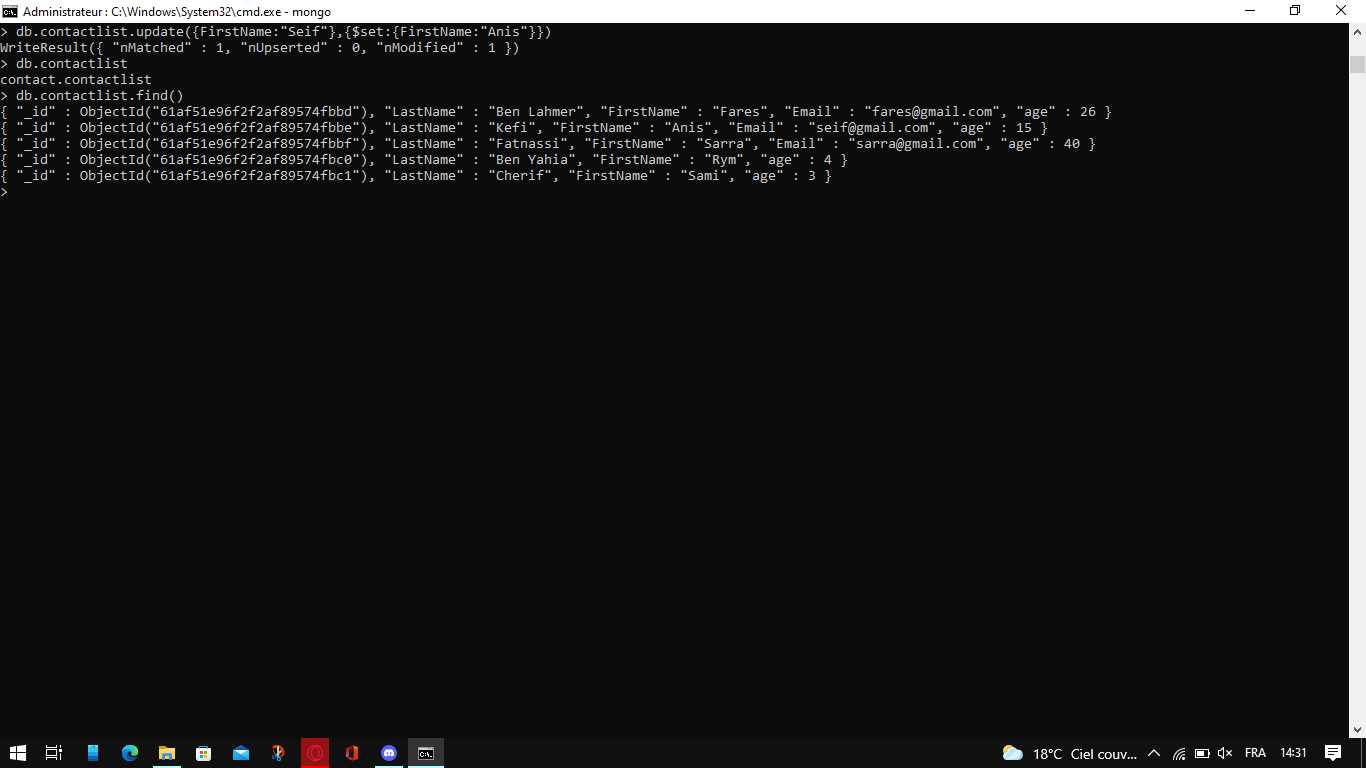 Administrateur : C:\Windows\System32\cmd.exe - mongo
> db.contactlist.update({FirstName:"Seif"},{$set:{FirstName:"Anis"}})
WriteResult({ "nMatched" : 1, "nUpserted" : 0, "nModified" : 1 })
> db.contactlist
contact.contactlist
> db.contactlist.find()
{ "_id" : ObjectId("61af51e96f2f2af89574fbbd"), "LastName" : "Ben Lahmer", "FirstName" : "Fares", "Email" : "fares@gmail.com", "age" : 26 }
{ "_id" : ObjectId("61af51e96f2f2af89574fbbe"), "LastName" : "Kefi", "FirstName" : "Anis", "Email" : "seif@gmail.com", "age" : 15 }
{ "_id" : ObjectId("61af51e96f2f2af89574fbbf"), "LastName" : "Fatnassi", "FirstName" : "Sarra", "Email" : "sarra@gmail.com", "age" : 40 }
{ "_id" : ObjectId("61af51e96f2f2af89574fbc0"), "LastName" : "Ben Yahia", "FirstName" : "Rym", "age" : 4 }
{ "_id" : ObjectId("61af51e96f2f2af89574fbc1"), "LastName" : "Cherif", "FirstName" : "Sami", "age" : 3 }
>
18°C Ciel couv... FRA 14:31